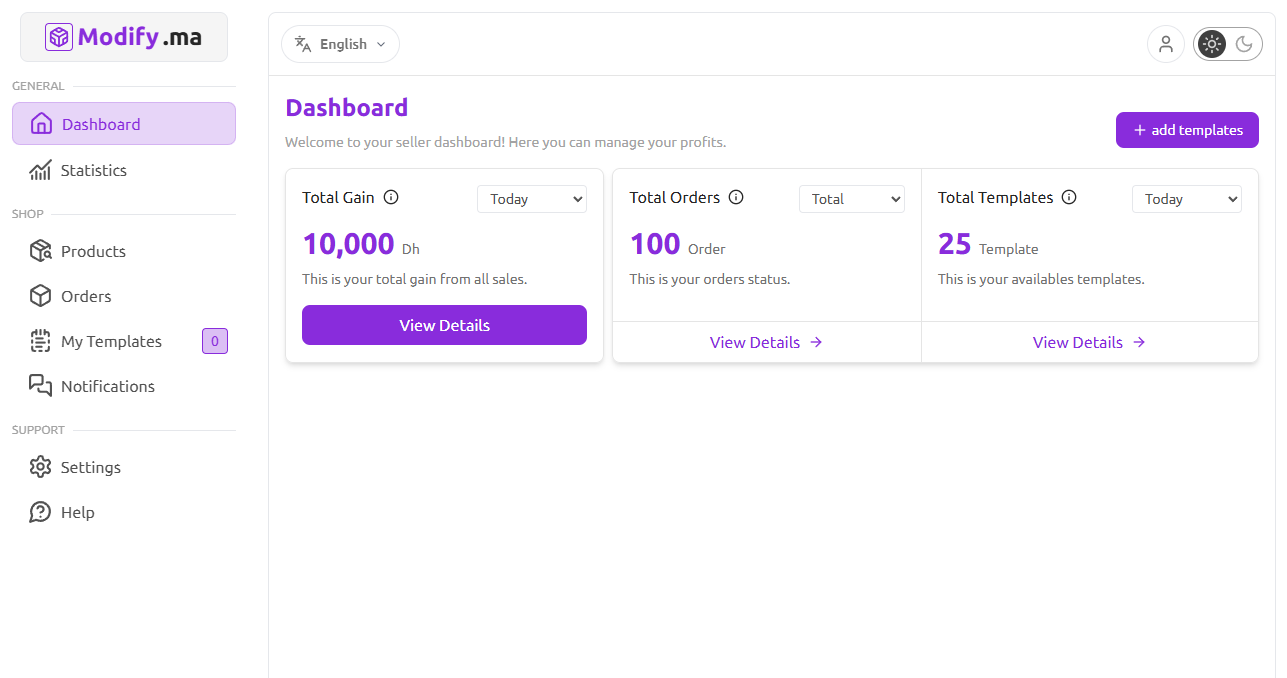 Modify.ma
GENERAL
Dashboard
Statistics
SHOP
Products
Orders
My Templates 0
Notifications
SUPPORT
Settings
Help
English
Dashboard
Welcome to your seller dashboard! Here you can manage your profits.
+ add templates
Total Gain Today
10,000 Dh
This is your total gain from all sales.
View Details
Total Orders Total
100 Order
This is your orders status.
View Details →
Total Templates Today
25 Template
This is your availables templates.
View Details →